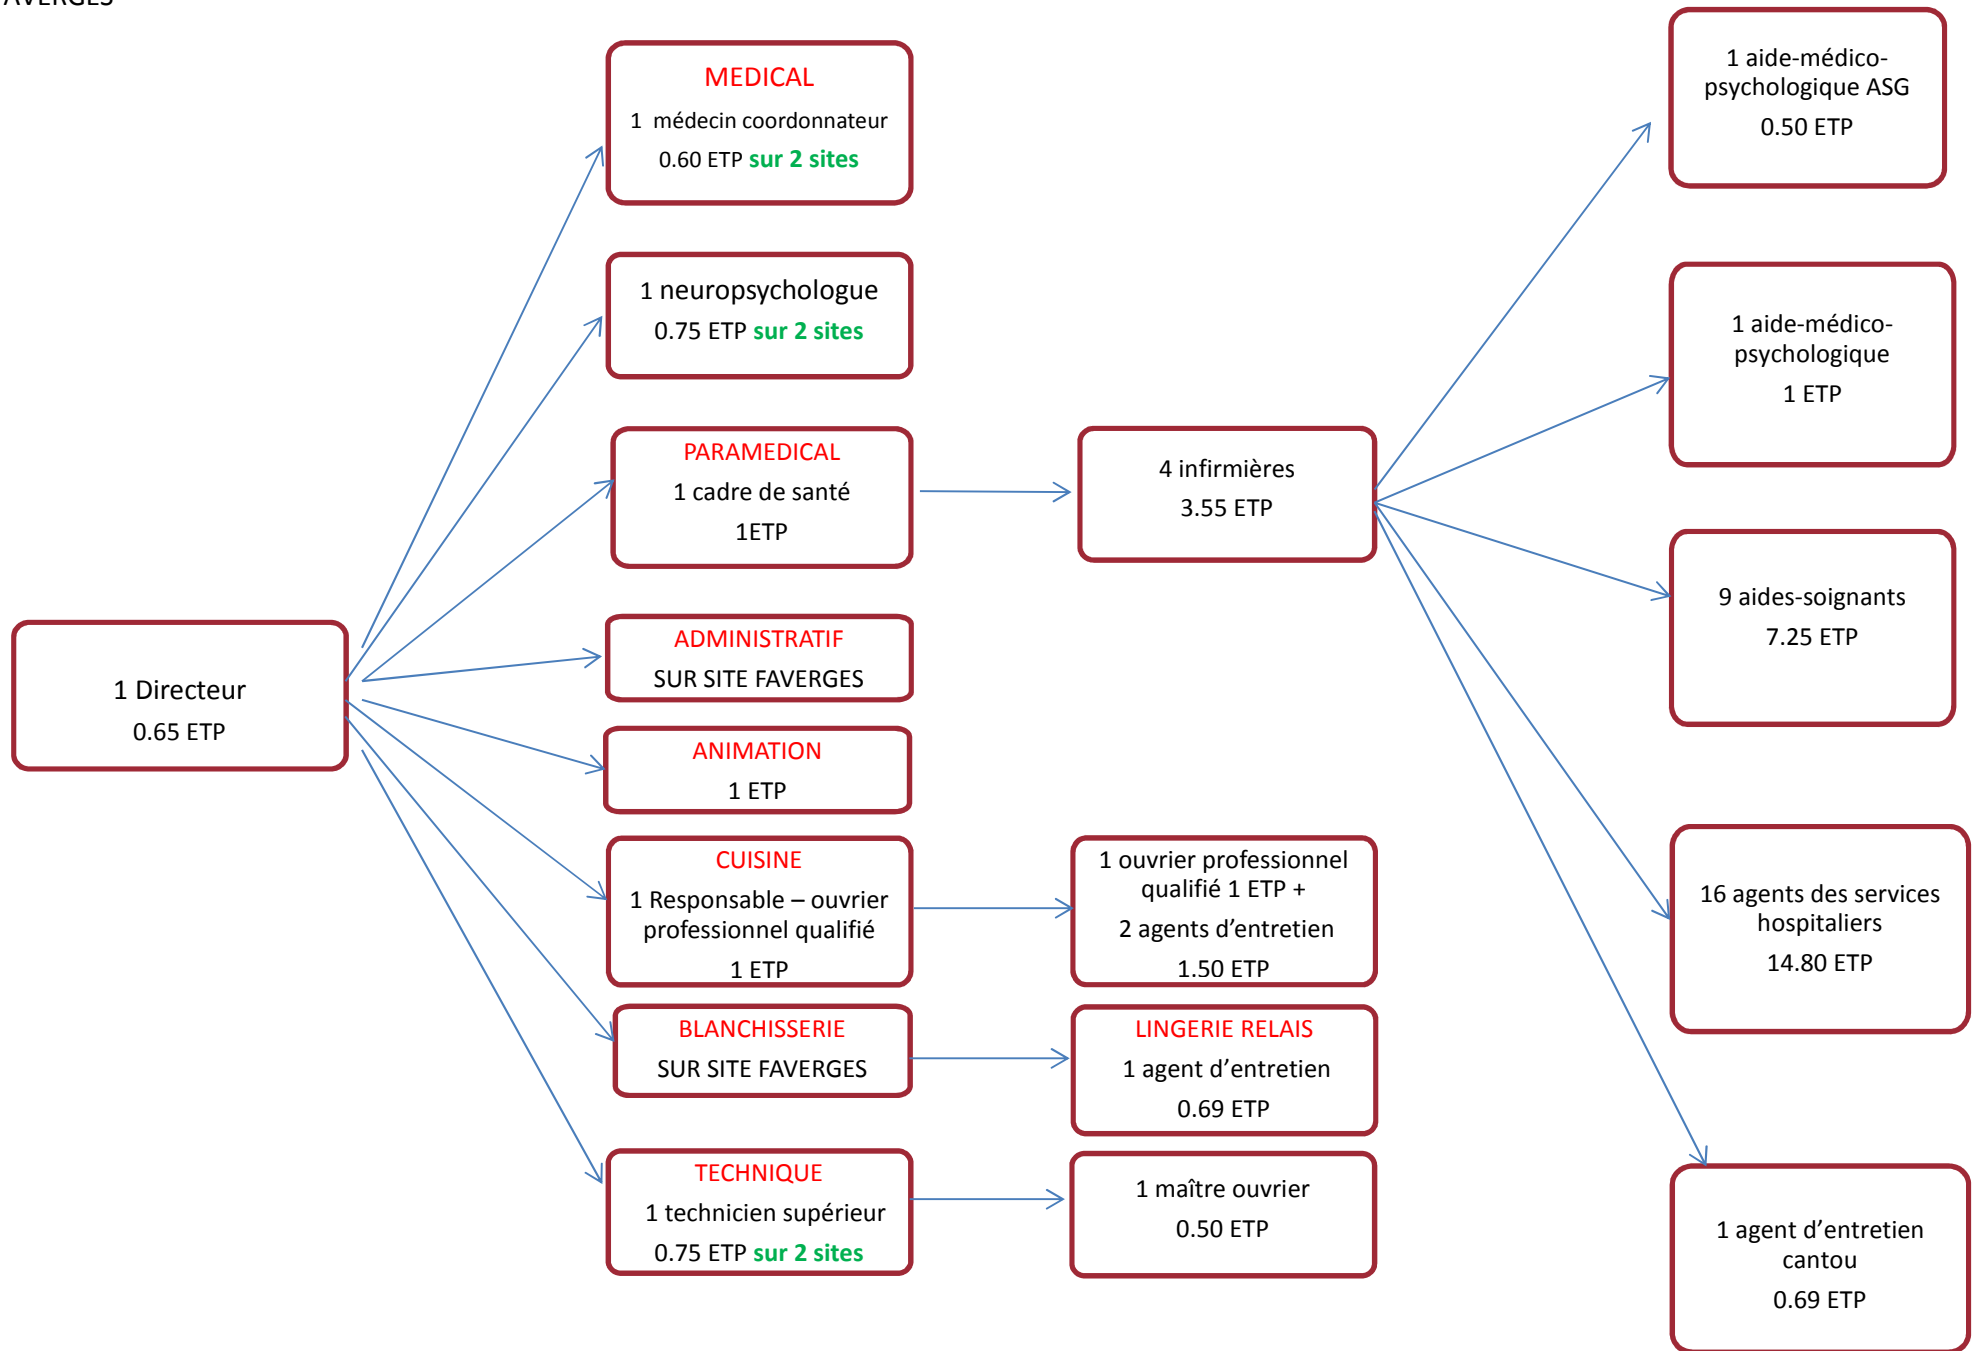 AVERGES
MEDICAL
1 médecin coordonnateur
0.60 ETP sur 2 sites
1 neuropsychologue
0.75 ETP sur 2 sites
PARAMEDICAL
1 cadre de santé
1ETP
ADMINISTRATIF
SUR SITE FAVERGES
1 Directeur
0.65 ETP
ANIMATION
1 ETP
CUISINE
1 Responsable – ouvrier
professionnel qualifié
1 ETP
BLANCHISSERIE
SUR SITE FAVERGES
TECHNIQUE
1 technicien supérieur
0.75 ETP sur 2 sites
4 infirmières
3.55 ETP
1 ouvrier professionnel
qualifié 1 ETP +
2 agents d’entretien
1.50 ETP
LINGERIE RELAIS
1 agent d’entretien
0.69 ETP
1 maître ouvrier
0.50 ETP
1 aide-médico-
psychologique ASG
0.50 ETP
1 aide-médico-
psychologique
1 ETP
9 aides-soignants
7.25 ETP
16 agents des services
hospitaliers
14.80 ETP
1 agent d’entretien
cantou
0.69 ETP